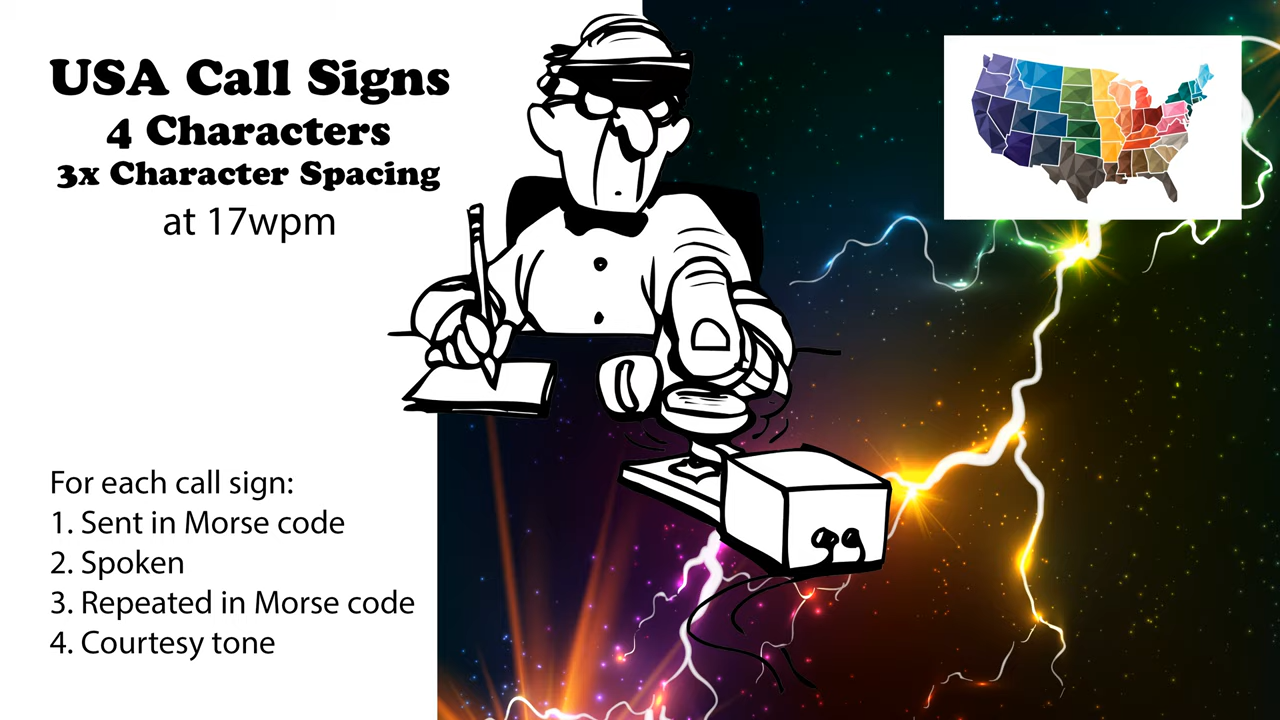 USA Call Signs
4 Characters
3x Character Spacing
at 17wpm
For each call sign:
1. Sent in Morse code
2. Spoken
3. Repeated in Morse code
4. Courtesy tone